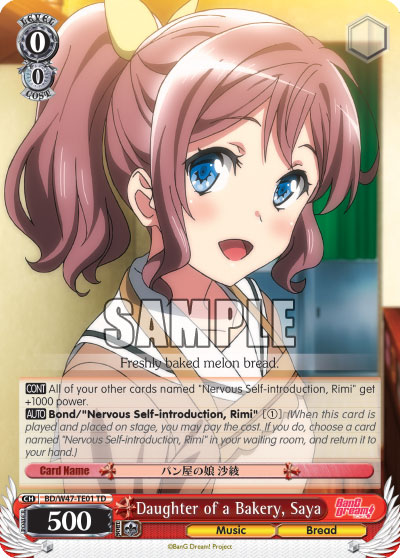 LEVEL
0
0
COST
SAMPLE
Freshly baked melon bread.
CONT All of your other cards named "Nervous Self-introduction, Rimi" get
+1000 power.
AUTO Bond/"Nervous Self-introduction, Rimi" [①] (When this card is
played and placed on stage, you may pay the cost. If you do, choose a card
named "Nervous Self-introduction, Rimi" in your waiting room, and return it to
your hand.)
Card Name パン屋の娘 沙綾
CH BD/W47-TE01 TD
POWER 500
Daughter of a Bakery, Saya
BanG Dream!
Music Bread
©BanG Dream! Project